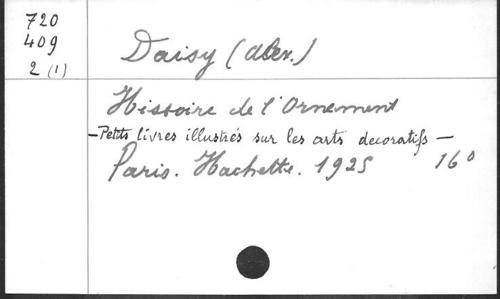 720
409
2 (1)
Daisy (Alex.)
Histoire de l'Ornement
- Petits livres illustrés sur les arts decoratifs -
Paris. Hachette. 1925 16°